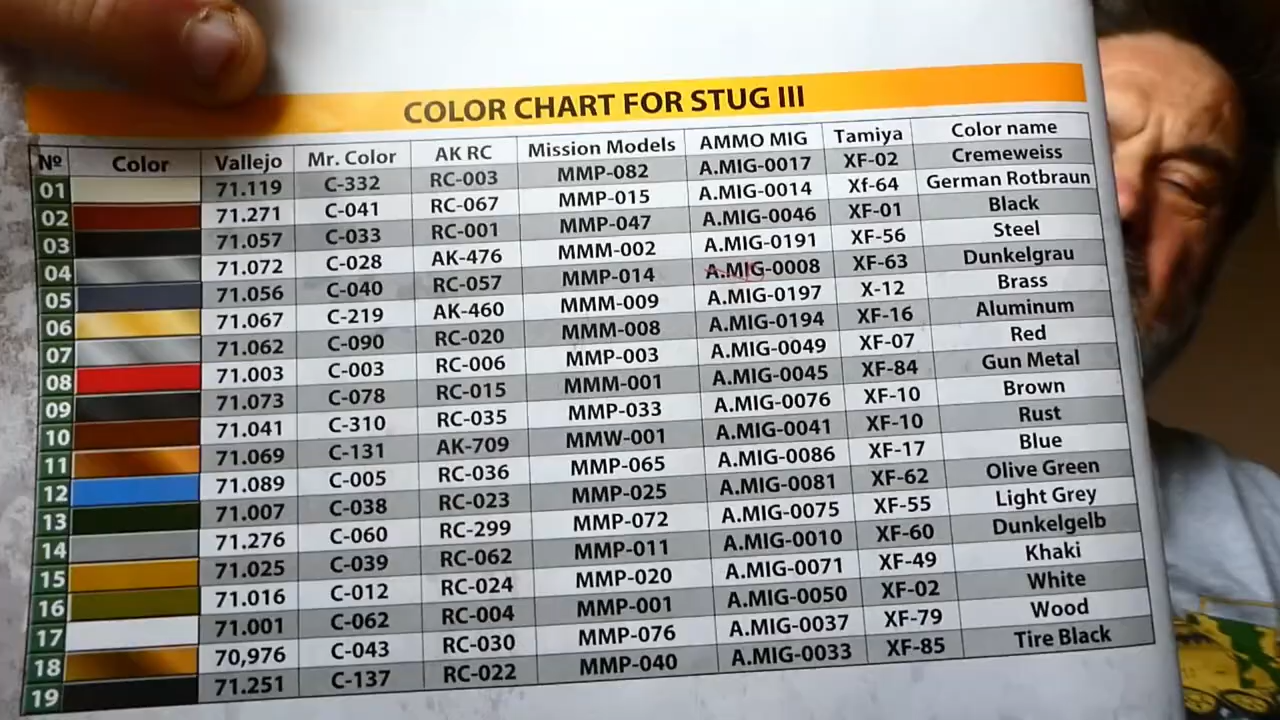 COLOR CHART FOR STUG III
№ Color Vallejo Mr. Color AK RC Mission Models AMMO MIG Tamiya Color name
01 71.119 C-332 RC-003 MMP-082 A.MIG-0017 XF-02 Cremeweiss
02 71.271 C-041 RC-067 MMP-015 A.MIG-0014 Xf-64 German Rotbraun
03 71.057 C-033 RC-001 MMP-047 A.MIG-0046 XF-01 Black
04 71.072 C-028 AK-476 MMM-002 A.MIG-0191 XF-56 Steel
05 71.056 C-040 RC-057 MMP-014 A.MIG-0008 XF-63 Dunkelgrau
06 71.067 C-219 AK-460 MMM-009 A.MIG-0197 X-12 Brass
07 71.062 C-090 RC-020 MMM-008 A.MIG-0194 XF-16 Aluminum
08 71.003 C-003 RC-006 MMP-003 A.MIG-0049 XF-07 Red
09 71.073 C-078 RC-015 MMM-001 A.MIG-0045 XF-84 Gun Metal
10 71.041 C-310 RC-035 MMP-033 A.MIG-0076 XF-10 Brown
11 71.069 C-131 AK-709 MMW-001 A.MIG-0041 XF-10 Rust
12 71.089 C-005 RC-036 MMP-065 A.MIG-0086 XF-17 Blue
13 71.007 C-038 RC-023 MMP-025 A.MIG-0081 XF-62 Olive Green
14 71.276 C-060 RC-299 MMP-072 A.MIG-0075 XF-55 Light Grey
15 71.025 C-039 RC-062 MMP-011 A.MIG-0010 XF-60 Dunkelgelb
16 71.016 C-012 RC-024 MMP-020 A.MIG-0071 XF-49 Khaki
17 71.001 C-062 RC-004 MMP-001 A.MIG-0050 XF-02 White
18 70,976 C-043 RC-030 MMP-076 A.MIG-0037 XF-79 Wood
19 71.251 C-137 RC-022 MMP-040 A.MIG-0033 XF-85 Tire Black